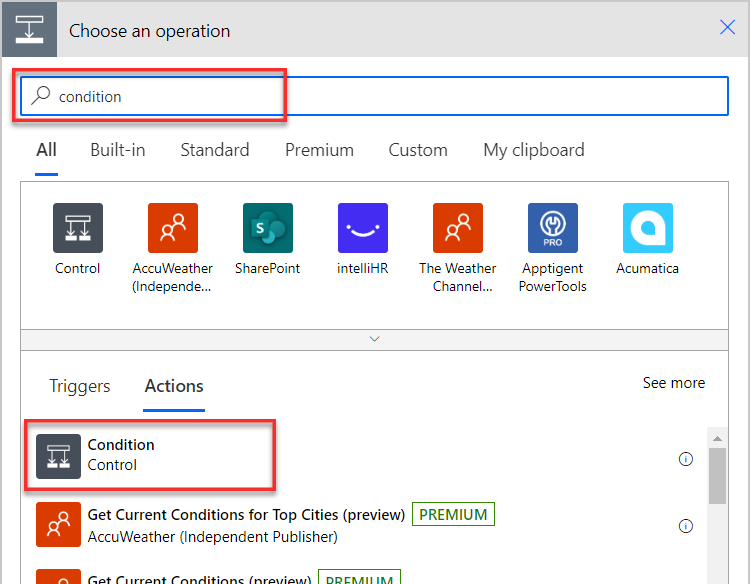 Choose an operation
condition
All Built-in Standard Premium Custom My clipboard
S
PRO
Control AccuWeather SharePoint intelliHR The Weather Apptigent Acumatica
(Independe... Channel... PowerTools
Triggers Actions See more
Condition
Control
Get Current Conditions for Top Cities (preview) PREMIUM
AccuWeather (Independent Publisher)
Get Current Conditions (preview) PREMIUM